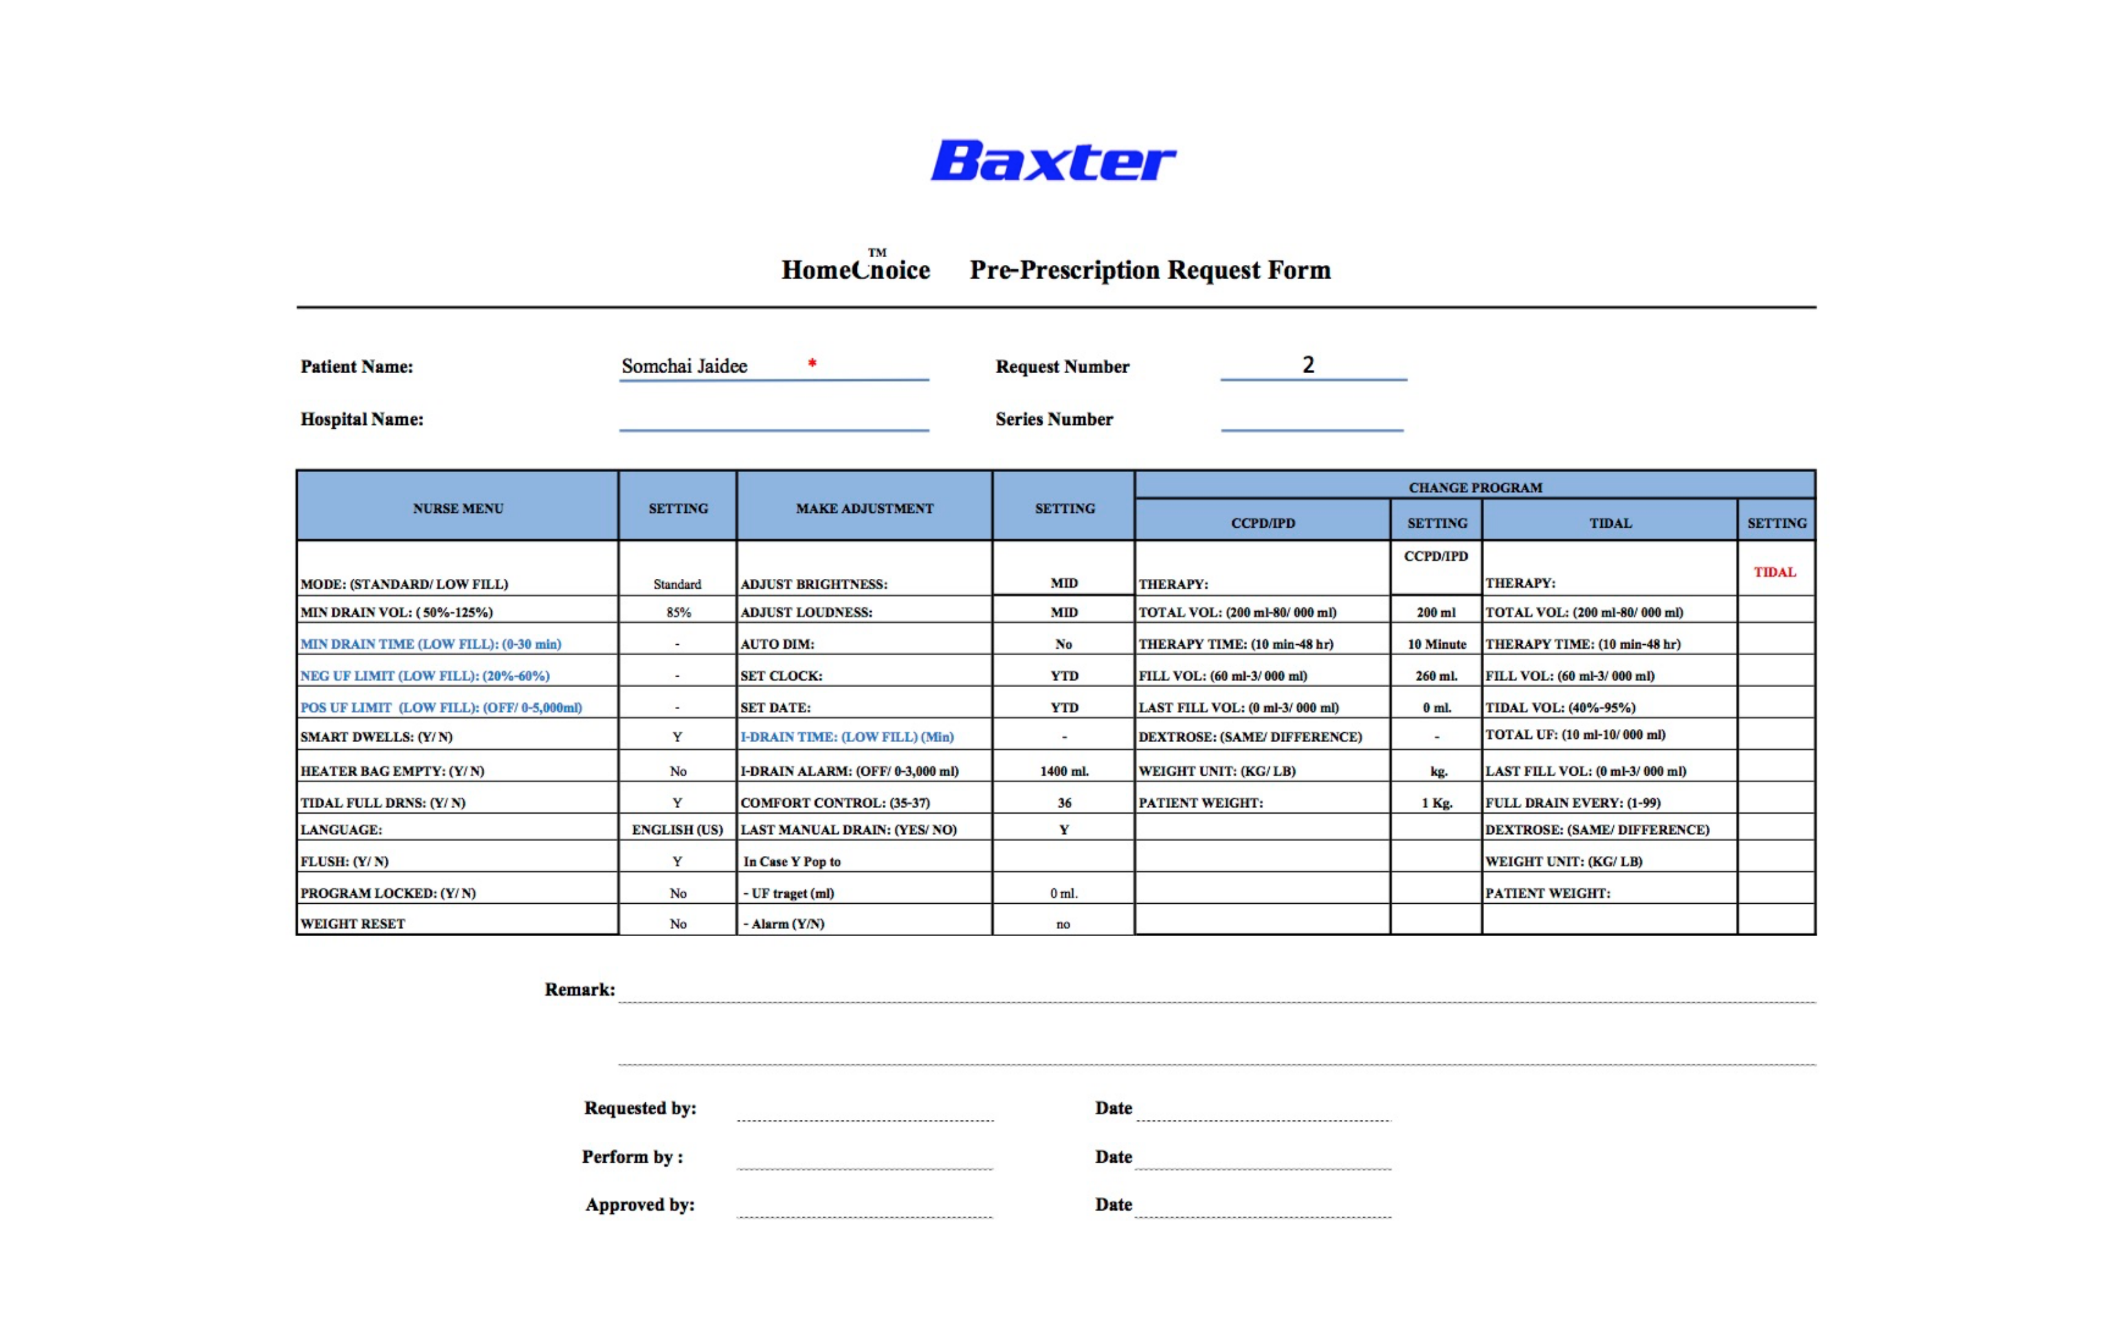 Baxter
TM
HomeChoice Pre-Prescription Request Form
Patient Name: Somchai Jaidee * Request Number 2
Hospital Name: Series Number
NURSE MENU SETTING MAKE ADJUSTMENT SETTING CHANGE PROGRAM
CCPD/IPD SETTING TIDAL SETTING
MODE: (STANDARD/ LOW FILL) Standard ADJUST BRIGHTNESS: MID THERAPY: CCPD/IPD THERAPY: TIDAL
MIN DRAIN VOL: ( 50%-125%) 85% ADJUST LOUDNESS: MID TOTAL VOL: (200 ml-80/ 000 ml) 200 ml TOTAL VOL: (200 ml-80/ 000 ml)
MIN DRAIN TIME (LOW FILL): (0-30 min) - AUTO DIM: No THERAPY TIME: (10 min-48 hr) 10 Minute THERAPY TIME: (10 min-48 hr)
NEG UF LIMIT (LOW FILL): (20%-60%) - SET CLOCK: YTD FILL VOL: (60 ml-3/ 000 ml) 260 ml. FILL VOL: (60 ml-3/ 000 ml)
POS UF LIMIT (LOW FILL): (OFF/ 0-5,000ml) - SET DATE: YTD LAST FILL VOL: (0 ml-3/ 000 ml) 0 ml. TIDAL VOL: (40%-95%)
SMART DWELLS: (Y/ N) Y I-DRAIN TIME: (LOW FILL) (Min) - DEXTROSE: (SAME/ DIFFERENCE) - TOTAL UF: (10 ml-10/ 000 ml)
HEATER BAG EMPTY: (Y/ N) No I-DRAIN ALARM: (OFF/ 0-3,000 ml) 1400 ml. WEIGHT UNIT: (KG/ LB) kg. LAST FILL VOL: (0 ml-3/ 000 ml)
TIDAL FULL DRNS: (Y/ N) Y COMFORT CONTROL: (35-37) 36 PATIENT WEIGHT: 1 Kg. FULL DRAIN EVERY: (1-99)
LANGUAGE: ENGLISH (US) LAST MANUAL DRAIN: (YES/ NO) Y DEXTROSE: (SAME/ DIFFERENCE)
FLUSH: (Y/ N) Y In Case Y Pop to WEIGHT UNIT: (KG/ LB)
PROGRAM LOCKED: (Y/ N) No - UF traget (ml) 0 ml. PATIENT WEIGHT:
WEIGHT RESET No - Alarm (Y/N) no
Remark:
Requested by: Date
Perform by : Date
Approved by: Date